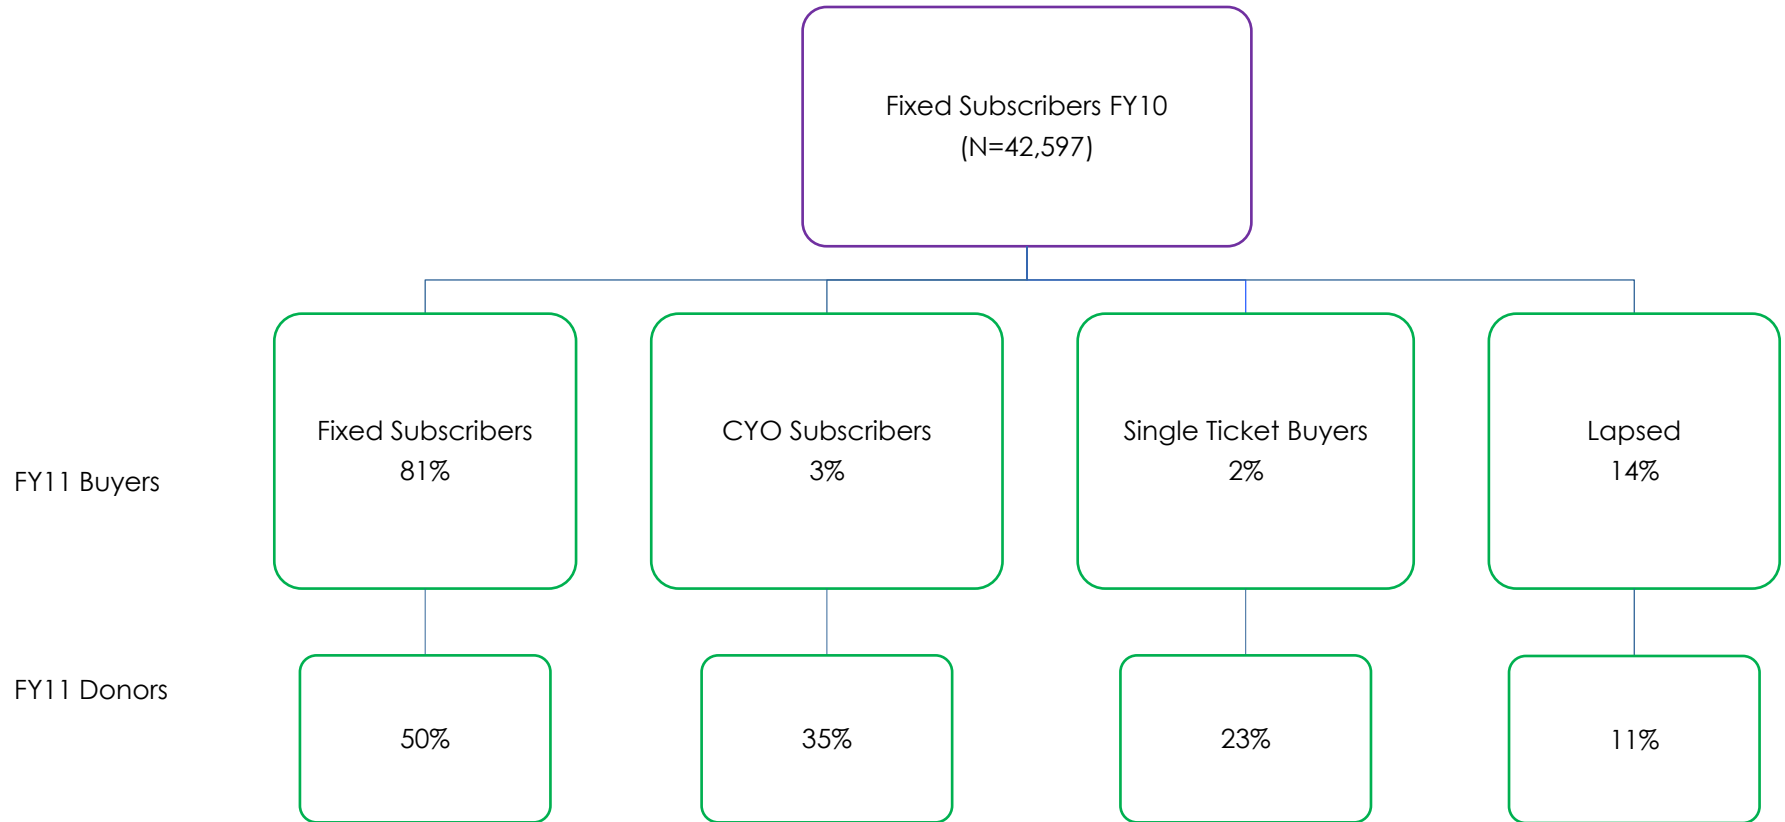 Fixed Subscribers FY10
(N=42,597)
FY11 Buyers
Fixed Subscribers
81%
CYO Subscribers
3%
Single Ticket Buyers
2%
Lapsed
14%
FY11 Donors
50%
35%
23%
11%